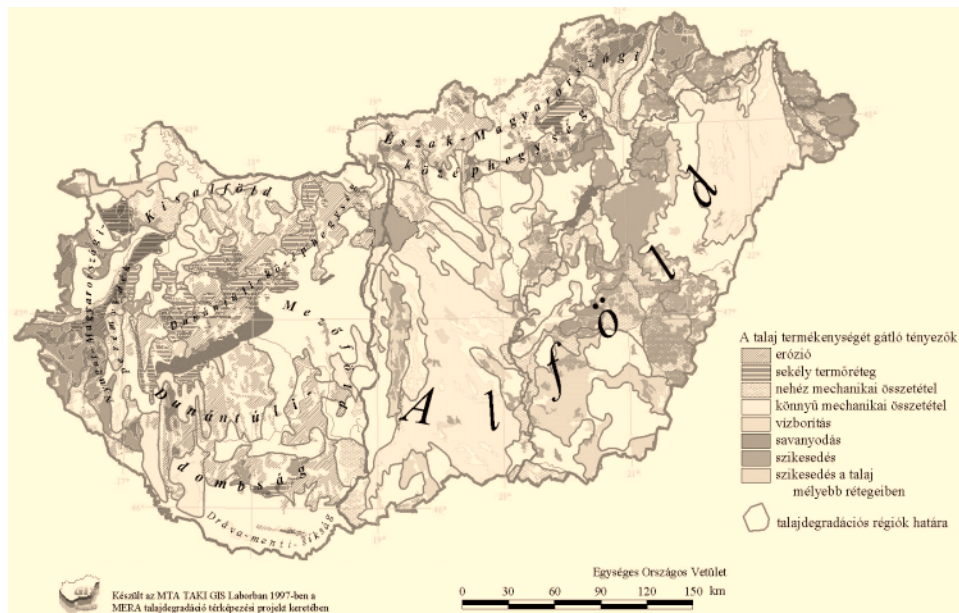 Észak-Magyarországi-
középhegység
Kisalföld
Dunántúli-középhegység
Nyugat-Magyarországi-
peremvidék
Mezőföld
Dunántúli-
dombság
Dráva-menti-síkság
Alföld
A talaj termékenységét gátló tényezők
erózió
sekély termőréteg
nehéz mechanikai összetétel
könnyű mechanikai összetétel
vízborítás
savanyodás
szikesedés
szikesedés a talaj
mélyebb rétegeiben
talajdegradációs régiók határa
Egységes Országos Vetület
0 30 60 90 120 150 km
Készült az MTA TAKI GIS Laborban 1997-ben a
MERA talajdegradáció térképezési projekt keretében